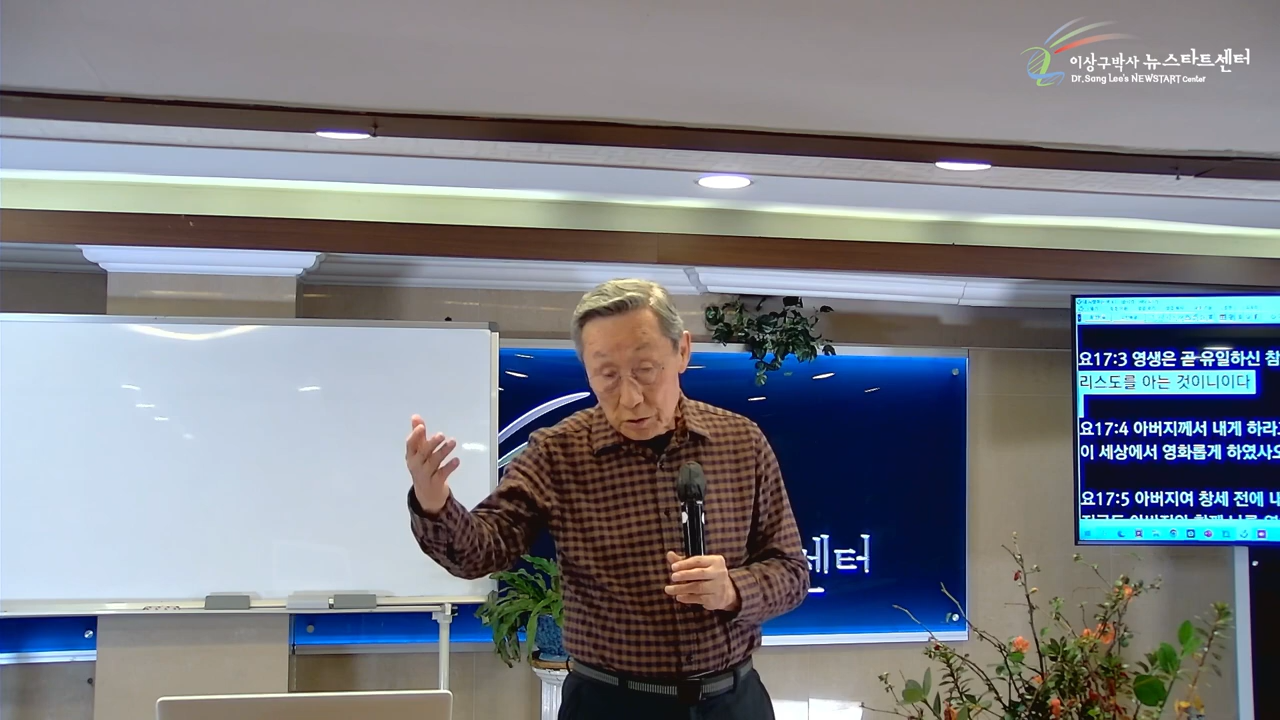 이상구박사 뉴스타트센터
Dr. Sang Lee's NEWSTART Center
요17:3 영생은 곧 유일하신 참
리스도를 아는 것이니이다
요17:4 아버지께서 내게 하라고
이 세상에서 영화롭게 하였사오
요17:5 아버지여 창세 전에 내
센터